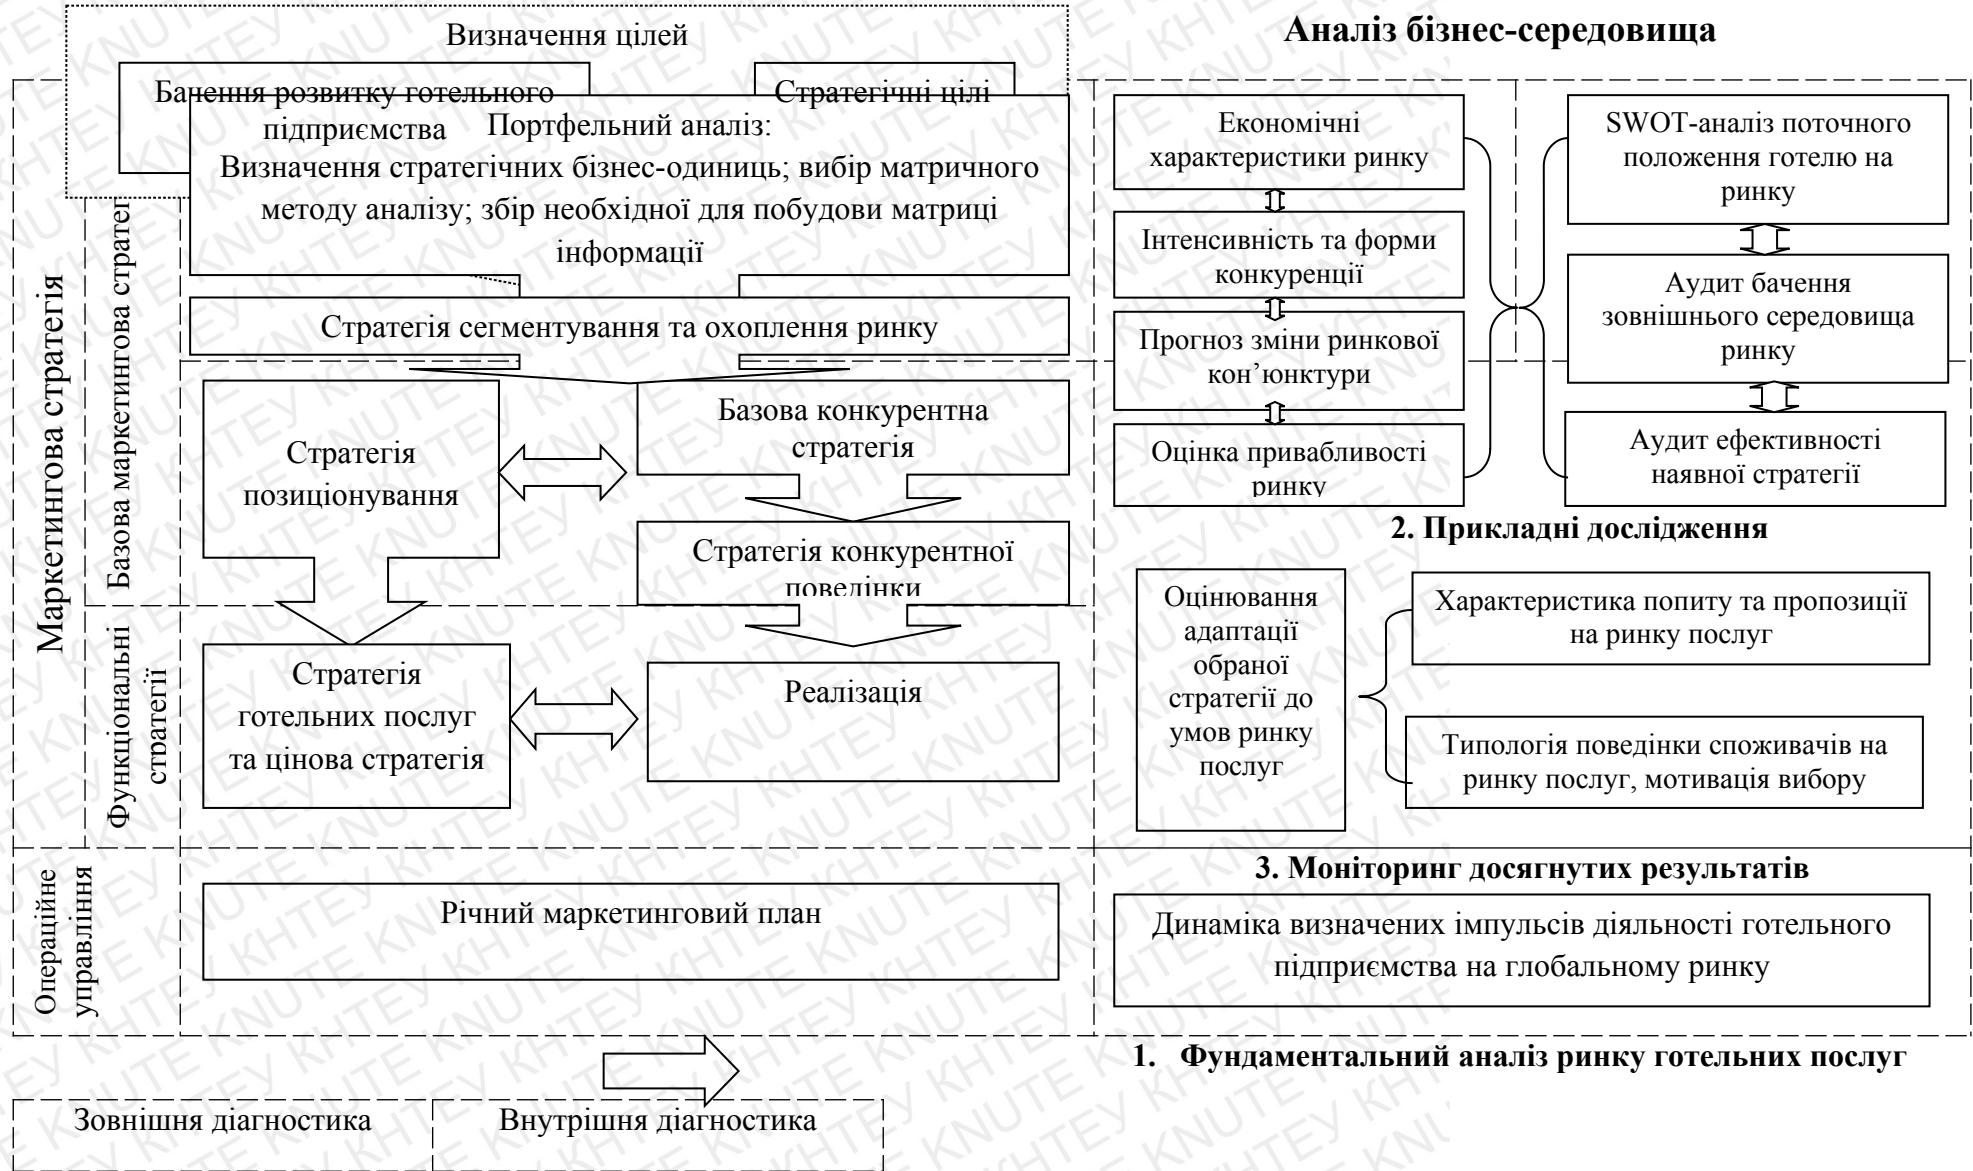 Визначення цілей
Бачення розвитку готельного
підприємства
Стратегічні цілі
Портфельний аналіз:
Визначення стратегічних бізнес-одиниць; вибір матричного
методу аналізу; збір необхідної для побудови матриці
інформації
Стратегія сегментування та охоплення ринку
Маркетингова стратегія
Базова маркетингова стратег
Стратегія
позиціонування
Базова конкурентна
стратегія
Стратегія конкурентної
поведінки
Функціональні
стратегії
Стратегія
готельних послуг
та цінова стратегія
Реалізація
Операційне
управління
Річний маркетинговий план
Аналіз бізнес-середовища
Економічні
характеристики ринку
Інтенсивність та форми
конкуренції
Прогноз зміни ринкової
кон’юнктури
Оцінка привабливості
ринку
SWOT-аналіз поточного
положення готелю на
ринку
Аудит бачення
зовнішнього середовища
ринку
Аудит ефективності
наявної стратегії
2. Прикладні дослідження
Оцінювання
адаптації
обраної
стратегії до
умов ринку
послуг
Характеристика попиту та пропозиції
на ринку послуг
Типологія поведінки споживачів на
ринку послуг, мотивація вибору
3. Моніторинг досягнутих результатів
Динаміка визначених імпульсів діяльності готельного
підприємства на глобальному ринку
1. Фундаментальний аналіз ринку готельних послуг
Зовнішня діагностика
Внутрішня діагностика